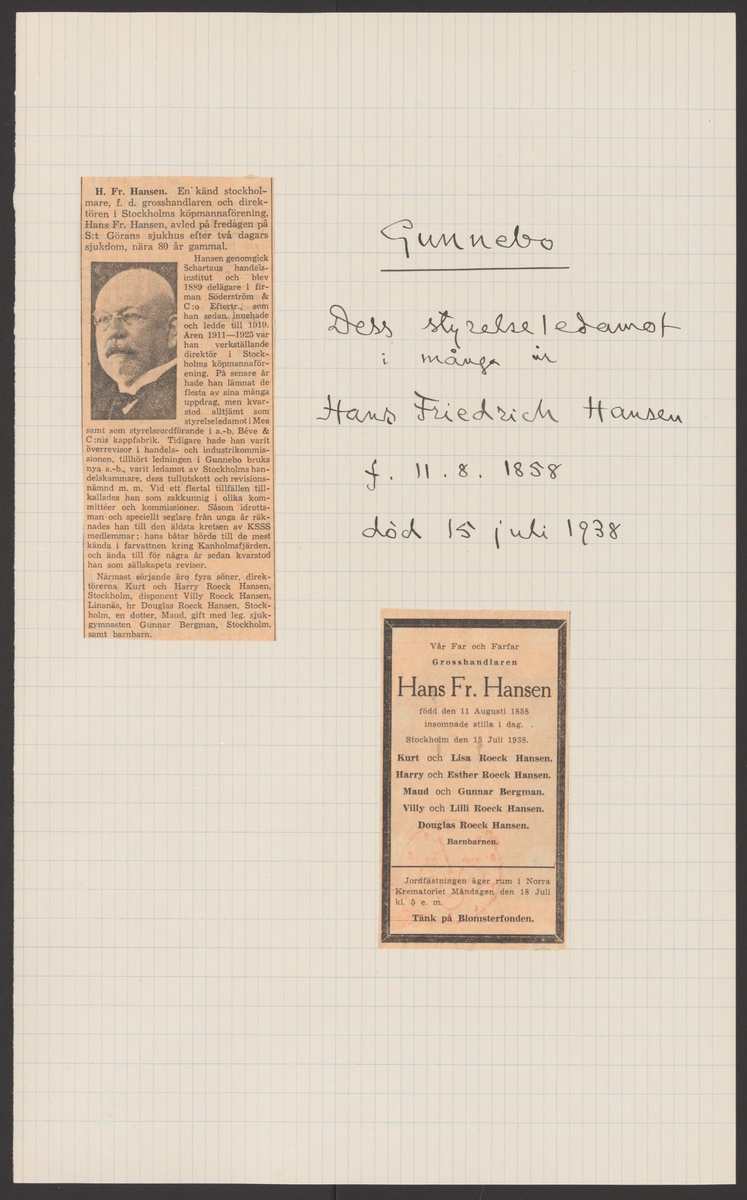 H. Fr. Hansen. En känd stockhol-
mare, f. d. grosshandlaren och direk-
tören i Stockholms köpmannaförening,
Hans Fr. Hansen, avled på fredagen på
S:t Görans sjukhus efter två dagars
sjukdom, nära 80 år gammal.
Hansen genomgick
Schartaus handels-
institut och blev
1889 delägare i fir-
man Söderström &
C:o Eftertr., som
han sedan innehade
och ledde till 1919.
Åren 1911—1925 var
han verkställande
direktör i Stock-
holms köpmannaför-
ening. På senare år
hade han lämnat de
flesta av sina många
uppdrag, men kvar-
stod alltjämt som
styrelseledamot i Mea
samt som styrelseordförande i a.-b. Béve &
C:nis kappfabrik. Tidigare hade han varit
överrevisor i handels- och industrikommis-
sionen, tillhört ledningen i Gunnebo bruks
nya a.-b., varit ledamot av Stockholms han-
delskammare, dess tullutskott och revisions-
nämnd m. m. Vid ett flertal tillfällen till-
kallades han som sakkunnig i olika kom-
mittéer och kommissioner. Såsom idrotts-
man och speciellt seglare från unga år räk-
nades han till den äldsta kretsen av KSSS
medlemmar; hans båtar hörde till de mest
kända i farvattnen kring Kanholmsfjärden,
och ända till för några år sedan kvarstod
han som sällskapets revisor.
Närmast sörjande äro fyra söner, direk-
törerna Kurt och Harry Roeck Hansen,
Stockholm, disponent Villy Roeck Hansen,
Linanäs, hr Douglas Roeck Hansen, Stock-
holm, en dotter, Maud, gift med leg. sjuk-
gymnasten Gunnar Bergman, Stockholm,
samt barnbarn.
Gunnebo
Dess styrelseledamot
i många år
Hans Friedrich Hansen
f. 11.8.1858
död 15 juli 1938
Vår Far och Farfar
Grosshandlaren
Hans Fr. Hansen
född den 11 Augusti 1858
insomnade stilla i dag.
Stockholm den 15 Juli 1938.
Kurt och Lisa Roeck Hansen.
Harry och Esther Roeck Hansen.
Maud och Gunnar Bergman.
Villy och Lilli Roeck Hansen.
Douglas Roeck Hansen.
Barnbarnen.
Jordfästningen äger rum i Norra
Krematoriet Måndagen den 18 Juli
kl. 5 e. m.
Tänk på Blomsterfonden.